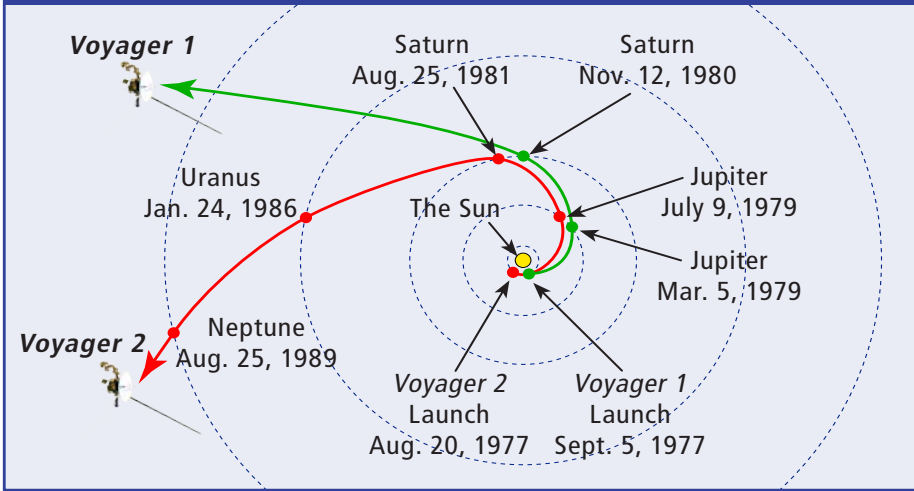 Voyager 1
Saturn
Aug. 25, 1981
Saturn
Nov. 12, 1980
Uranus
Jan. 24, 1986
The Sun
Jupiter
July 9, 1979
Jupiter
Mar. 5, 1979
Voyager 2
Neptune
Aug. 25, 1989
Voyager 2
Launch
Aug. 20, 1977
Voyager 1
Launch
Sept. 5, 1977